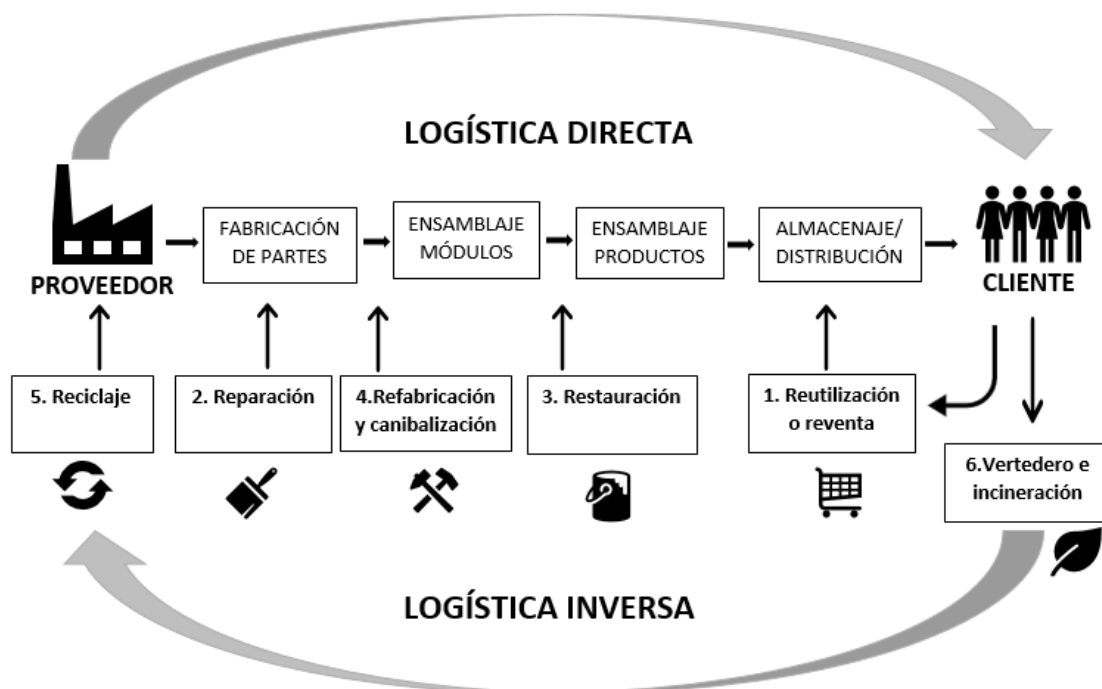 LOGÍSTICA DIRECTA
PROVEEDOR
FABRICACIÓN
DE PARTES
ENSAMBLAJE
MÓDULOS
ENSAMBLAJE
PRODUCTOS
ALMACENAJE/
DISTRIBUCIÓN
CLIENTE
5. Reciclaje
2. Reparación
4.Refabricación
y canibalización
3. Restauración
1. Reutilización
o reventa
6.Vertedero e
incineración
LOGÍSTICA INVERSA